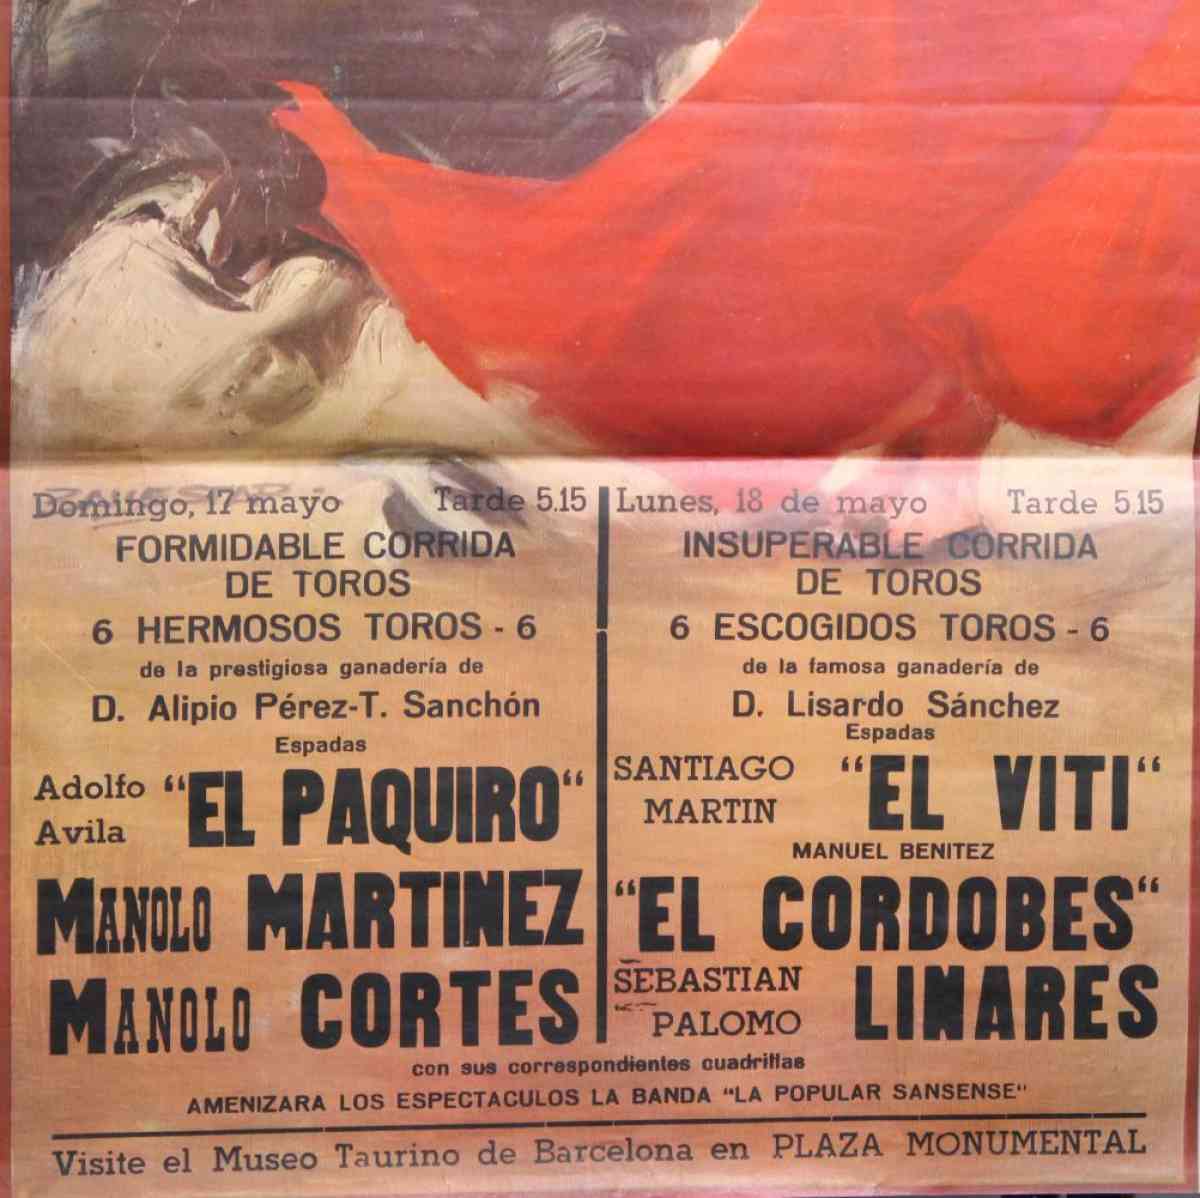 Domingo, 17 mayo Tarde 5.15
FORMIDABLE CORRIDA
DE TOROS
6 HERMOSOS TOROS - 6
de la prestigiosa ganadería de
D. Alipio Pérez-T. Sanchón
Espadas
Adolfo Avila "EL PAQUIRO"
MANOLO MARTINEZ
MANOLO CORTES
Lunes, 18 de mayo Tarde 5.15
INSUPERABLE CORRIDA
DE TOROS
6 ESCOGIDOS TOROS - 6
de la famosa ganadería de
D. Lisardo Sánchez
Espadas
SANTIAGO MARTIN "EL VITI"
MANUEL BENITEZ
"EL CORDOBES"
SEBASTIAN PALOMO LINARES
con sus correspondientes cuadrillas
AMENIZARA LOS ESPECTACULOS LA BANDA "LA POPULAR SANSENSE"
Visite el Museo Taurino de Barcelona en PLAZA MONUMENTAL